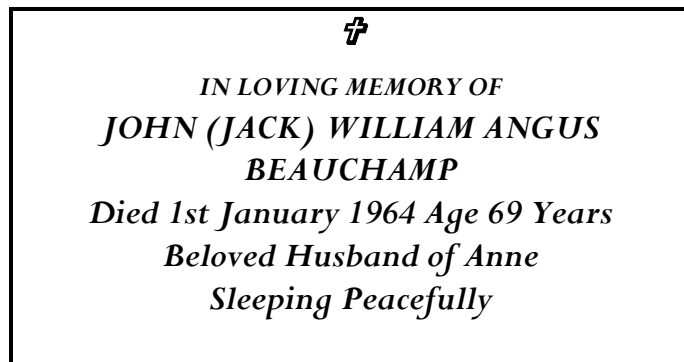 IN LOVING MEMORY OF
JOHN (JACK) WILLIAM ANGUS
BEAUCHAMP
Died 1st January 1964 Age 69 Years
Beloved Husband of Anne
Sleeping Peacefully